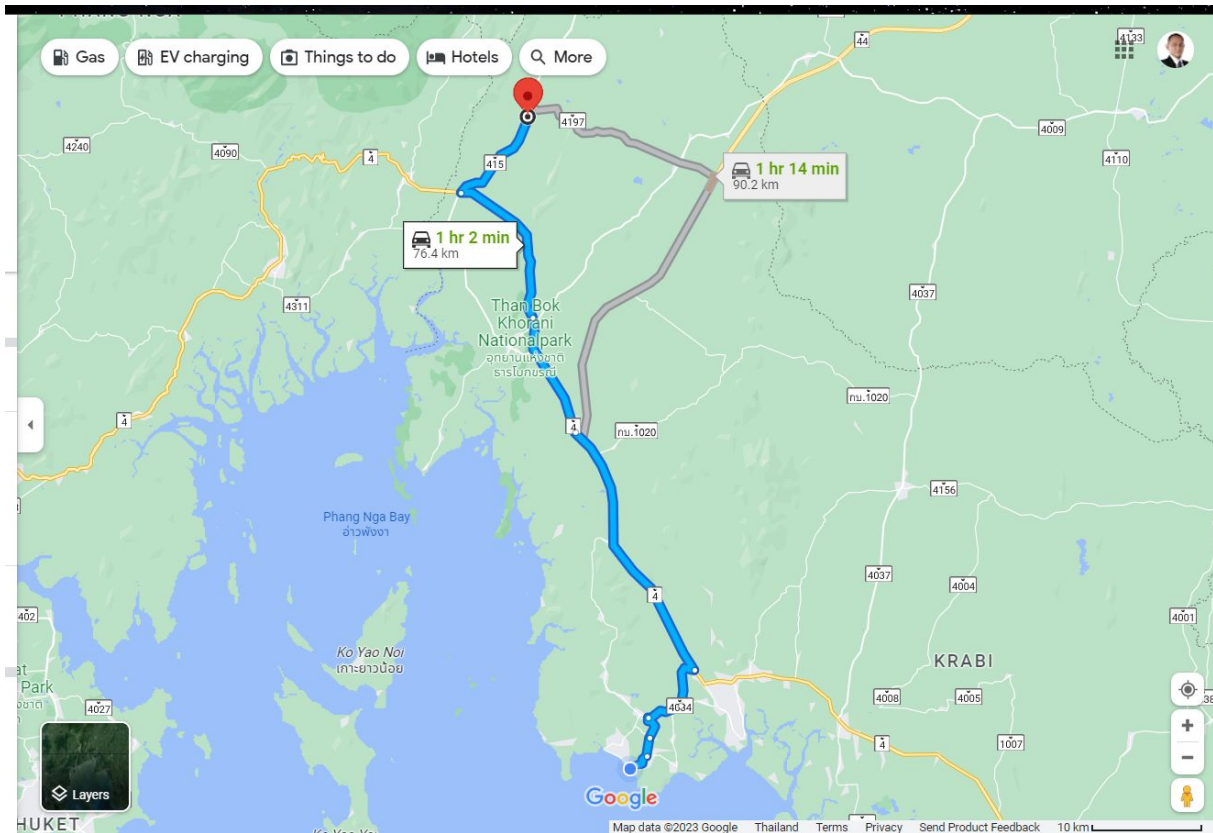 Gas
EV charging
Things to do
Hotels
More
44
4133
4197
4009
4240
4090
4
4110
415
1 hr 14 min
90.2 km
1 hr 2 min
76.4 km
4037
4311
Than Bok
Khorani
Nationalpark
อุทยานแห่งชาติ
ธารโบกขรณี
กบ.1020
4
4
กบ.1020
4156
Phang Nga Bay
อ่าวพังงา
4037
4004
4
402
4001
Ko Yao Noi
เกาะยาวน้อย
KRABI
Park
4008
4005
4027
4034
4
1007
Layers
Google
HUKET
Map data ©2023 Google
Thailand
Terms
Privacy
Send Product Feedback
10 km